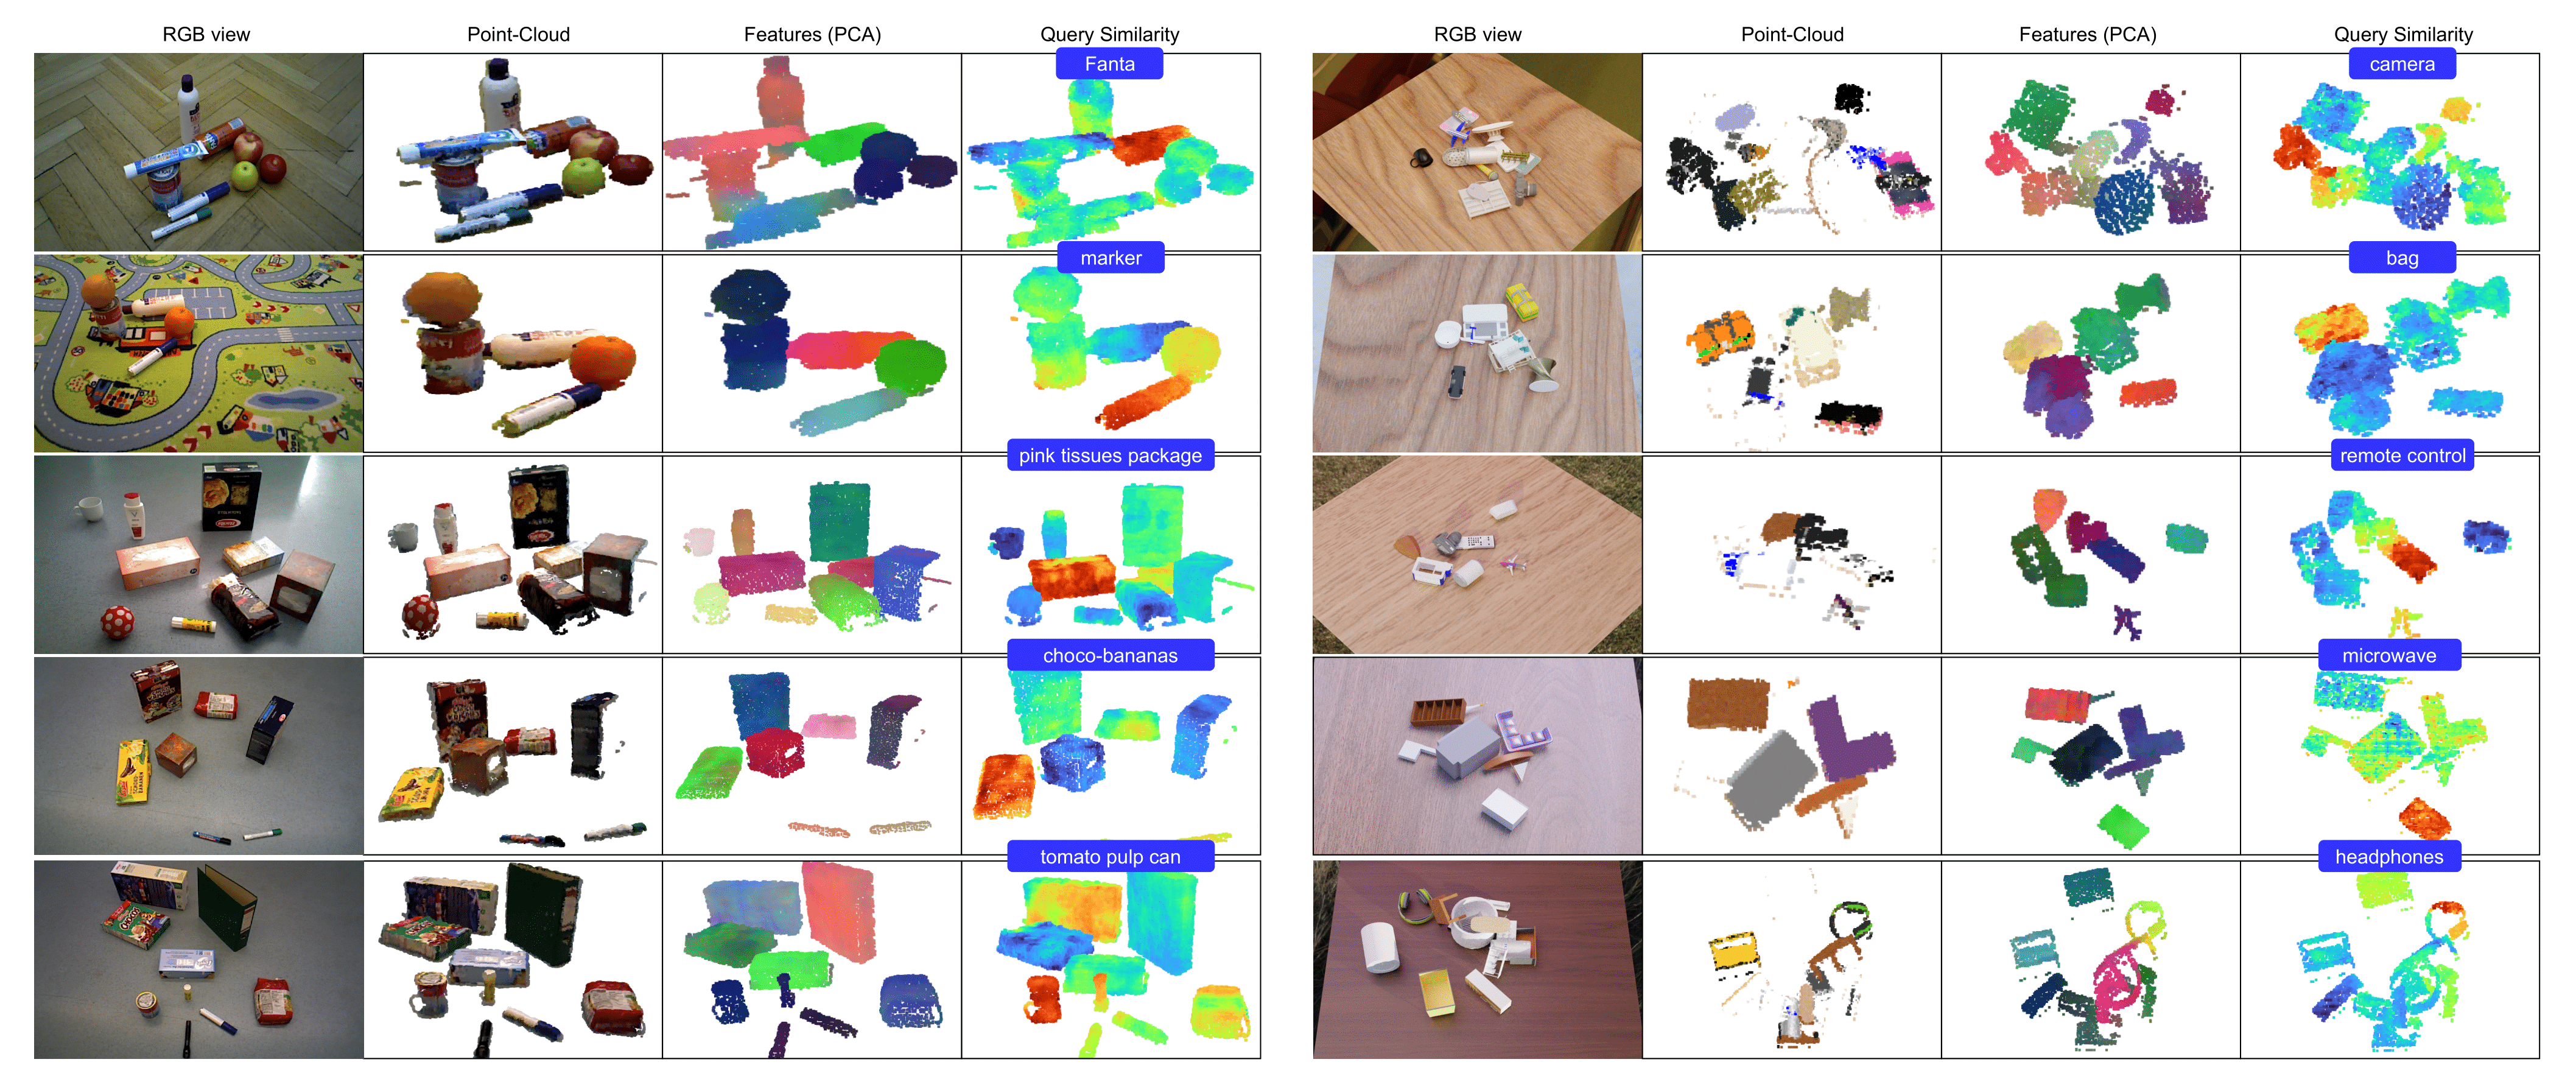 RGB view Point-Cloud Features (PCA) Query Similarity
RGB view Point-Cloud Features (PCA) Query Similarity
Fanta
camera
marker
bag
pink tissues package
remote control
choco-bananas
microwave
tomato pulp can
headphones